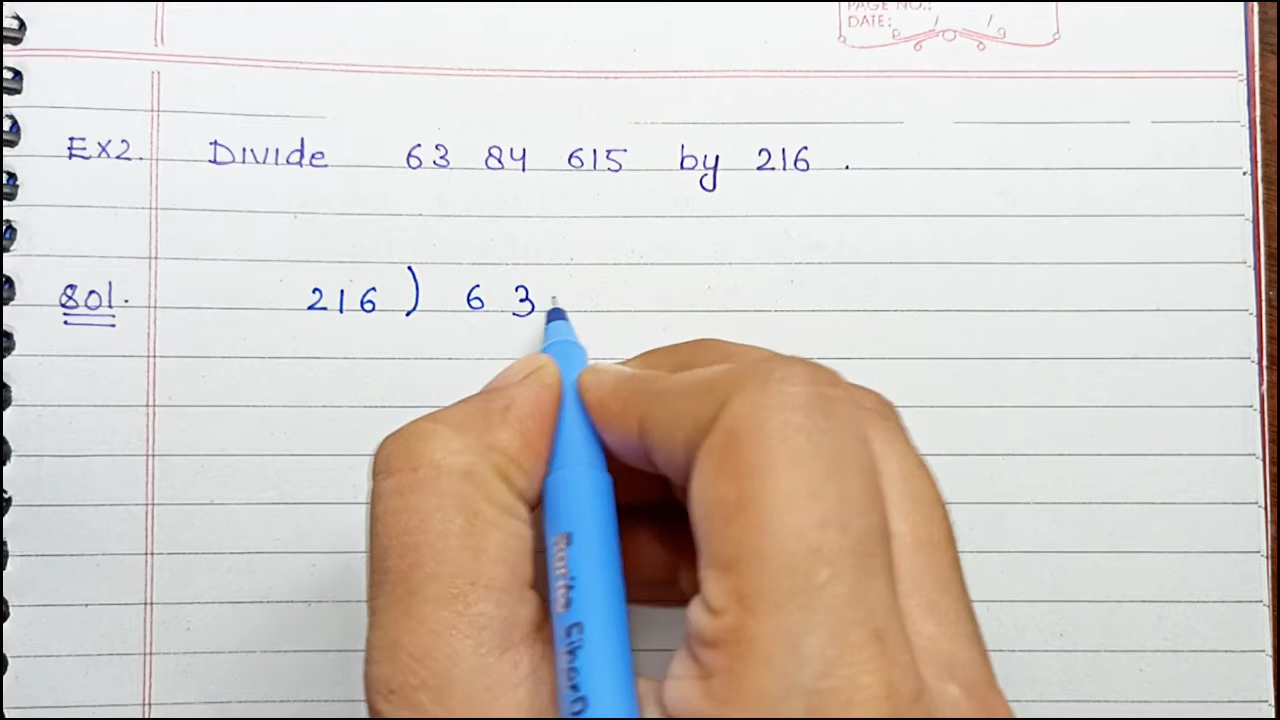 PAGE NO.:
DATE: / /
Ex2. Divide 63 84 615 by 216 .
Sol. 216 ) 6 3